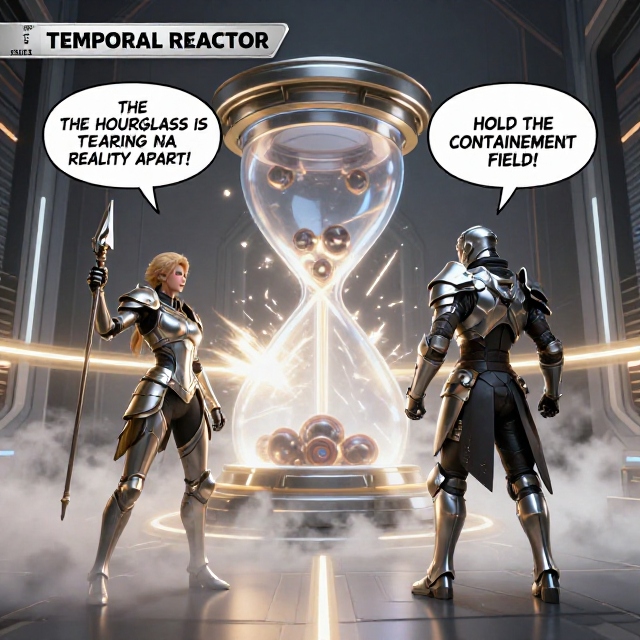 TEMPORAL REACTOR
THE
THE HOURGLASS IS
TEARING NA
REALITY APART!
HOLD THE
CONTAINEMENT
FIELD!